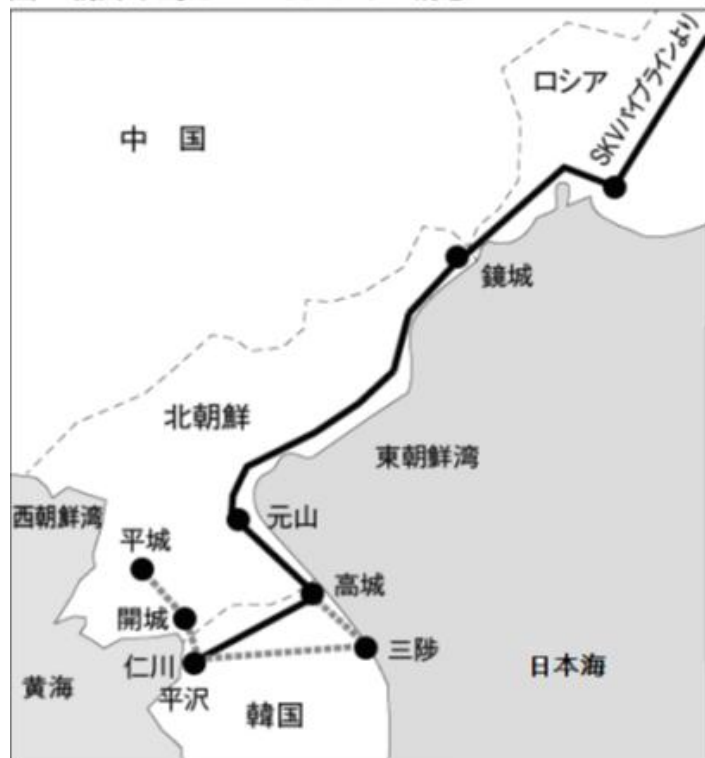 ロシア
SKVパイプラインより
中 国
鏡城
北朝鮮
東朝鮮湾
西朝鮮湾
元山
平城
高城
開城
三陟
仁川
平沢
日本海
黄海
韓国